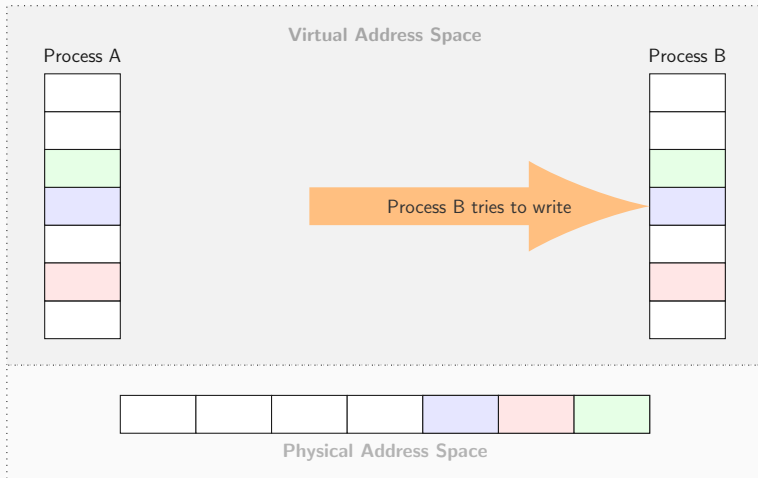 Virtual Address Space
Process A
Process B
Process B tries to write
Physical Address Space